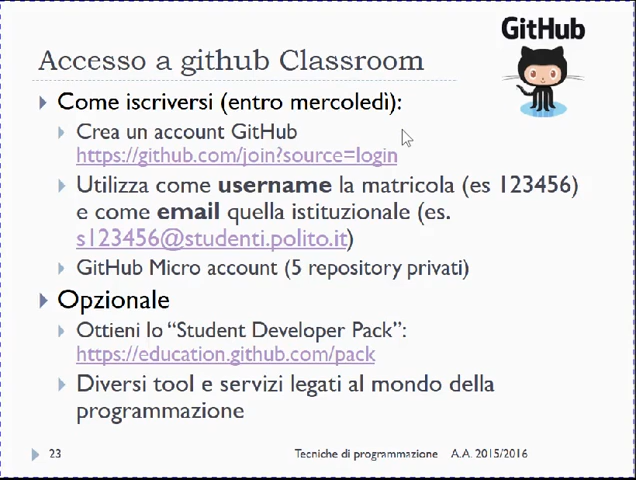 GitHub
Accesso a github Classroom
Come iscriversi (entro mercoledì):
Crea un account GitHub
https://github.com/join?source=login
Utilizza come username la matricola (es 123456)
e come email quella istituzionale (es.
s123456@studenti.polito.it)
GitHub Micro account (5 repository privati)
Opzionale
Ottieni lo “Student Developer Pack”:
https://education.github.com/pack
Diversi tool e servizi legati al mondo della
programmazione
23 Tecniche di programmazione A.A. 2015/2016